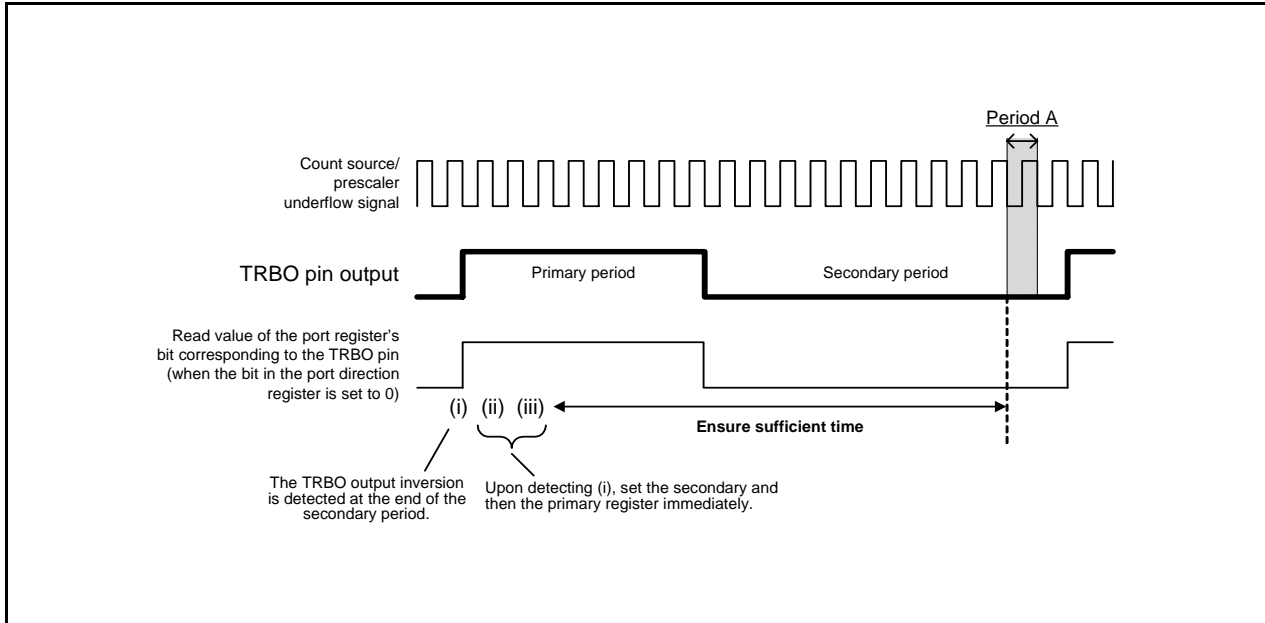 Period A
Count source/
prescaler
underflow signal
TRBO pin output
Primary period
Secondary period
Read value of the port register's
bit corresponding to the TRBO pin
(when the bit in the port direction
register is set to 0)
(i) (ii) (iii)
Ensure sufficient time
The TRBO output inversion
is detected at the end of the
secondary period.
Upon detecting (i), set the secondary and
then the primary register immediately.